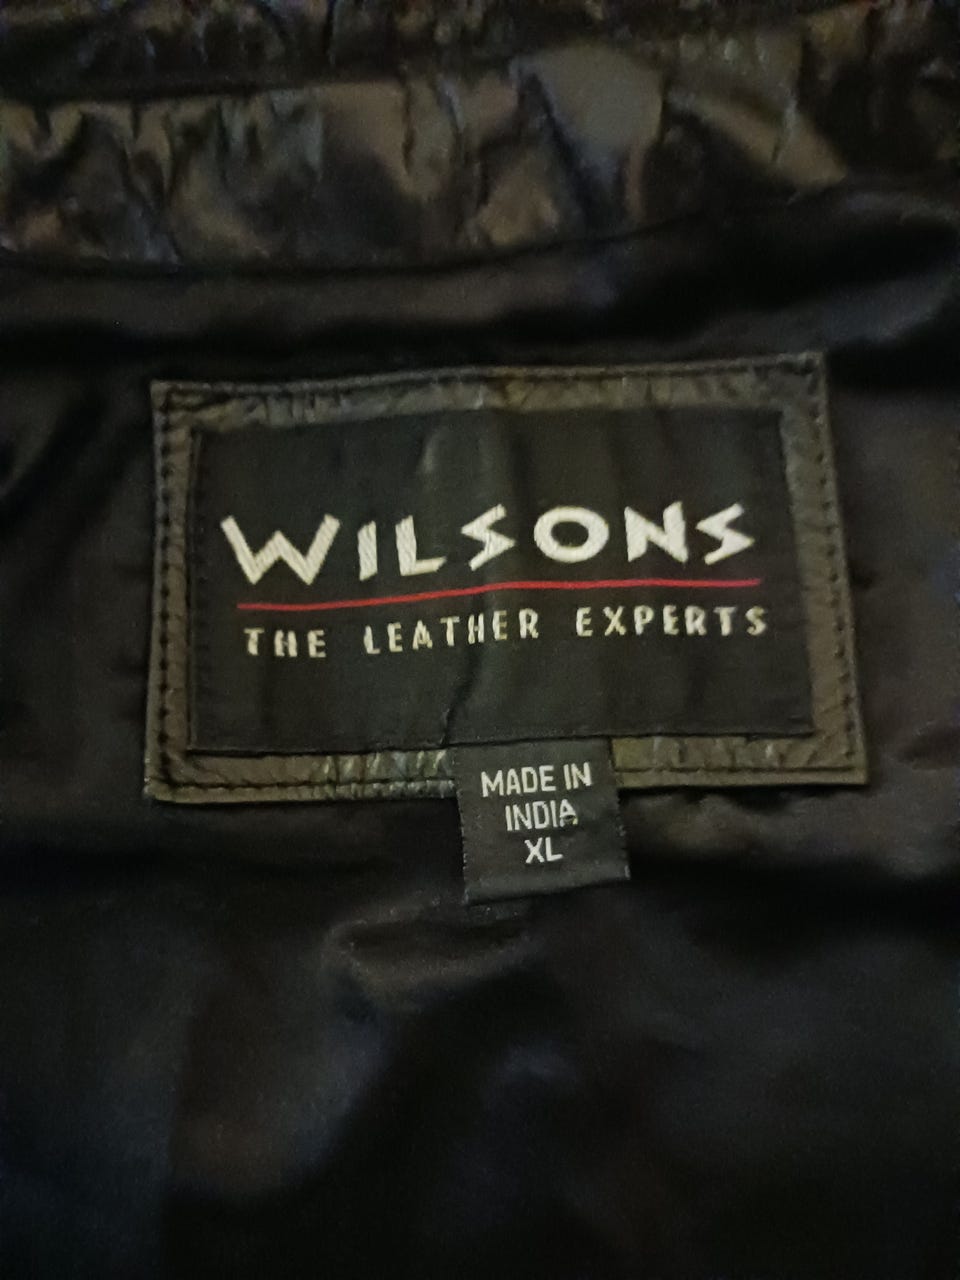 WILSONS
THE LEATHER EXPERTS
MADE IN
INDIA
XL